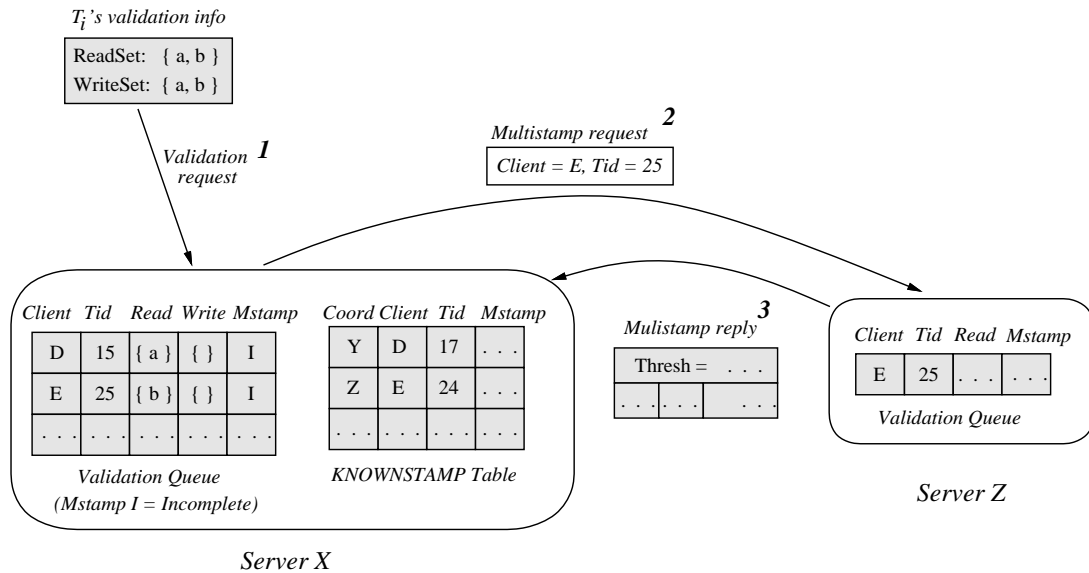 T_i's validation info
ReadSet: { a, b }
WriteSet: { a, b }
Validation request 1
Multistamp request 2
Client = E, Tid = 25
Client Tid Read Write Mstamp
D 15 { a } { } I
E 25 { b } { } I
. . . . . . . . . . . . . . .
Validation Queue
(Mstamp I = Incomplete)
Coord Client Tid Mstamp
Y D 17 . . .
Z E 24 . . .
. . . . . . . . . . . .
KNOWNSTAMP Table
Server X
Mulistamp reply 3
Thresh = . . .
. . . . . . . . .
Client Tid Read Mstamp
E 25 . . . . . .
Validation Queue
Server Z